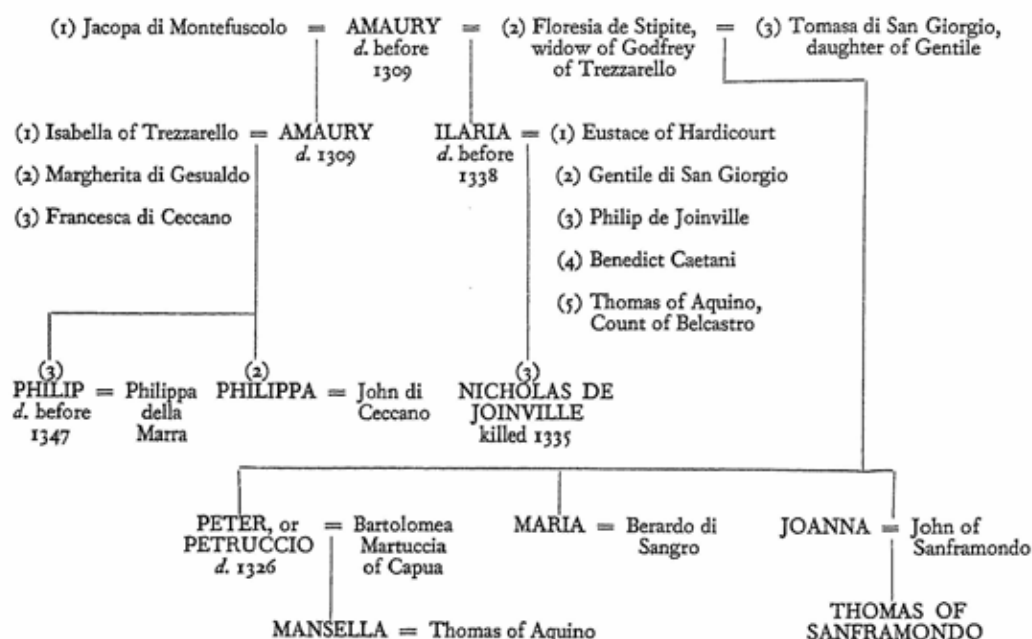 (1) Jacopa di Montefuscolo = AMAURY = (2) Floresia de Stipite, = (3) Tomasa di San Giorgio,
d. before widow of Godfrey daughter of Gentile
1309 of Trezzarello
(1) Isabella of Trezzarello = AMAURY ILARIA = (1) Eustace of Hardicourt
d. 1309 d. before
(2) Margherita di Gesualdo 1338 (2) Gentile di San Giorgio
(3) Francesca di Ceccano (3) Philip de Joinville
(4) Benedict Caetani
(5) Thomas of Aquino,
Count of Belcastro
(3) (2) (3)
PHILIP = Philippa PHILIPPA = John di NICHOLAS DE
d. before della Ceccano JOINVILLE
1347 Marra killed 1335
PETER, or = Bartolomea MARIA = Berardo di JOANNA = John of
PETRUCCIO Martuccia Sangro Sanframondo
d. 1326 of Capua
MANSELLA = Thomas of Aquino THOMAS OF
SANFRAMONDO